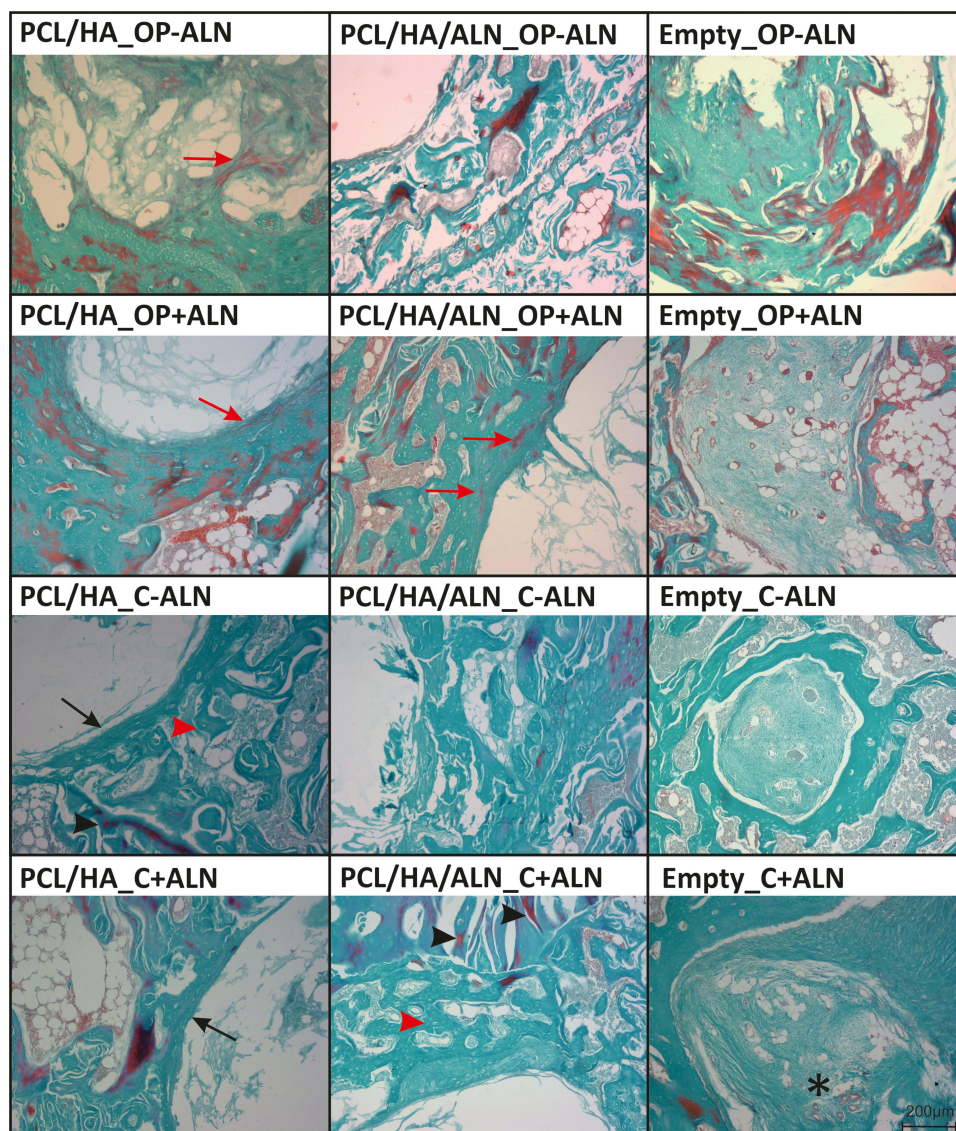 PCL/HA_OP-ALN
PCL/HA/ALN_OP-ALN
Empty_OP-ALN
PCL/HA_OP+ALN
PCL/HA/ALN_OP+ALN
Empty_OP+ALN
PCL/HA_C-ALN
PCL/HA/ALN_C-ALN
Empty_C-ALN
PCL/HA_C+ALN
PCL/HA/ALN_C+ALN
Empty_C+ALN
*
200µm